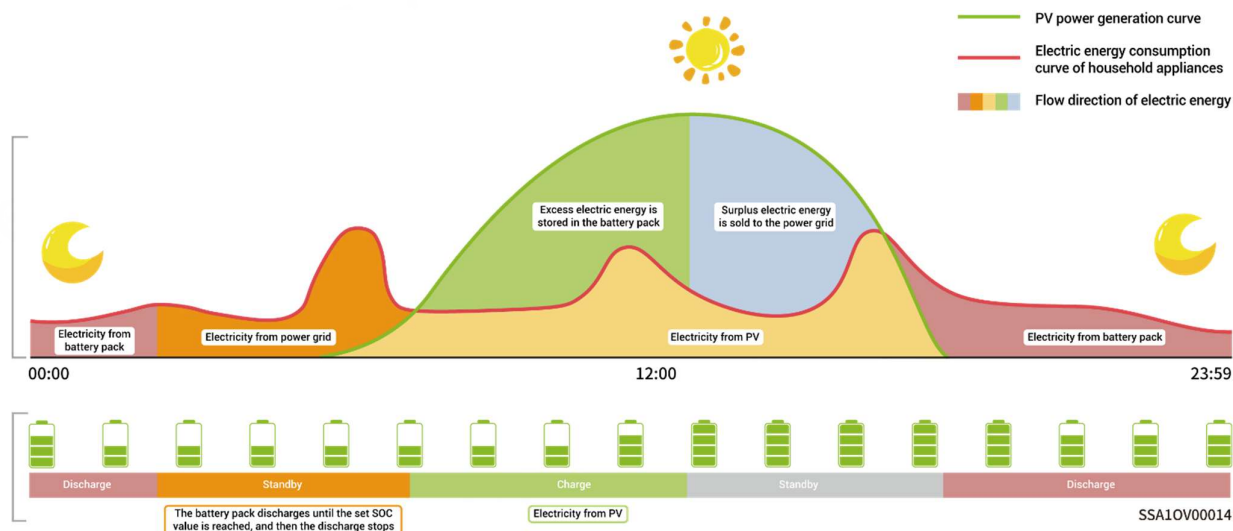 PV power generation curve
Electric energy consumption
curve of household appliances
Flow direction of electric energy
Excess electric energy is
stored in the battery pack
Surplus electric energy
is sold to the power grid
Electricity from
battery pack
Electricity from power grid
Electricity from PV
Electricity from battery pack
00:00
12:00
23:59
Discharge
Standby
Charge
Standby
Discharge
The battery pack discharges until the set SOC
value is reached, and then the discharge stops
Electricity from PV
SSA1OV00014